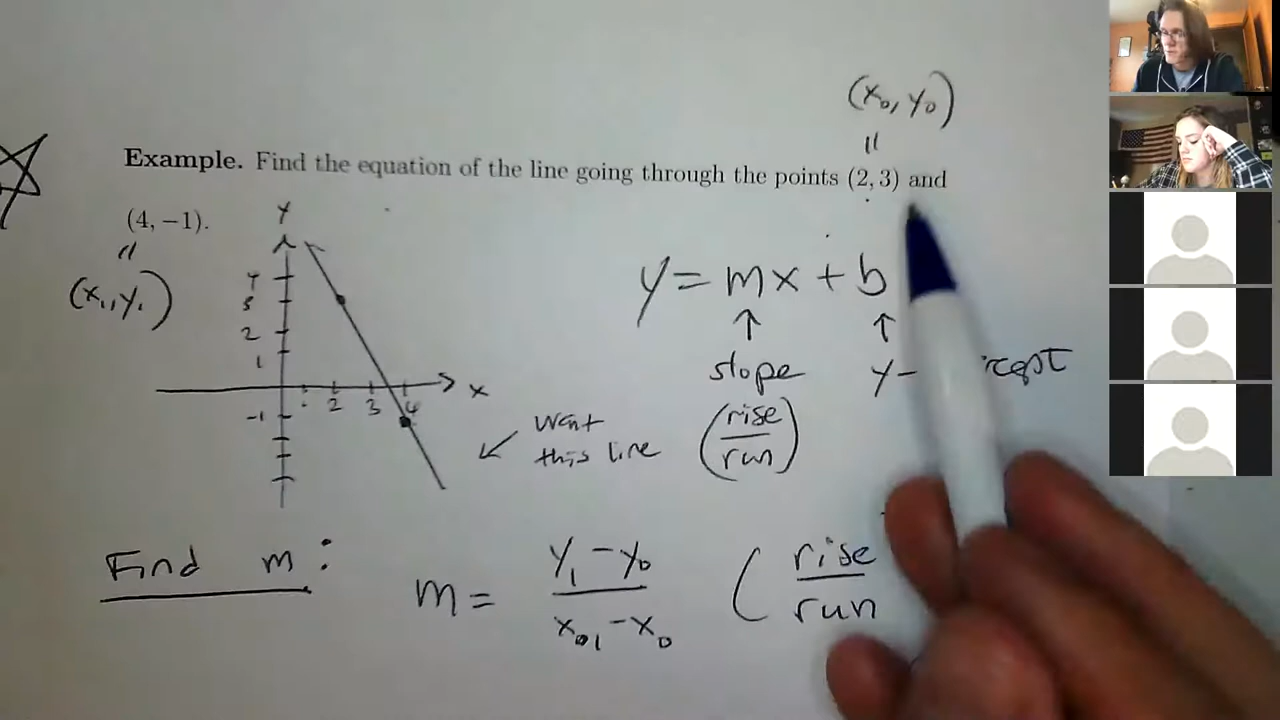 (x₀, y₀)
॥
Example. Find the equation of the line going through the points (2, 3) and
(4, −1).
॥
(x₁, y₁)
y
4
3
2
1
-1
2 3 4
x
y = mx + b
↑ ↑
slope y-
(rise/run)
want
this line
Find m:
m = (y₁ - y₀)/(x₁ - x₀) (rise/run